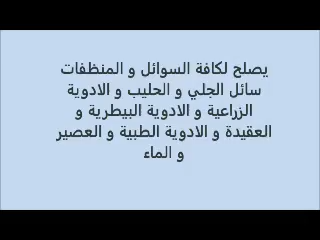 يصلح لكافة السوائل و المنظفات
سائل الجلي و الحليب و الادوية
الزراعية و الادوية البيطرية و
العقيدة و الادوية الطبية و العصير
و الماء